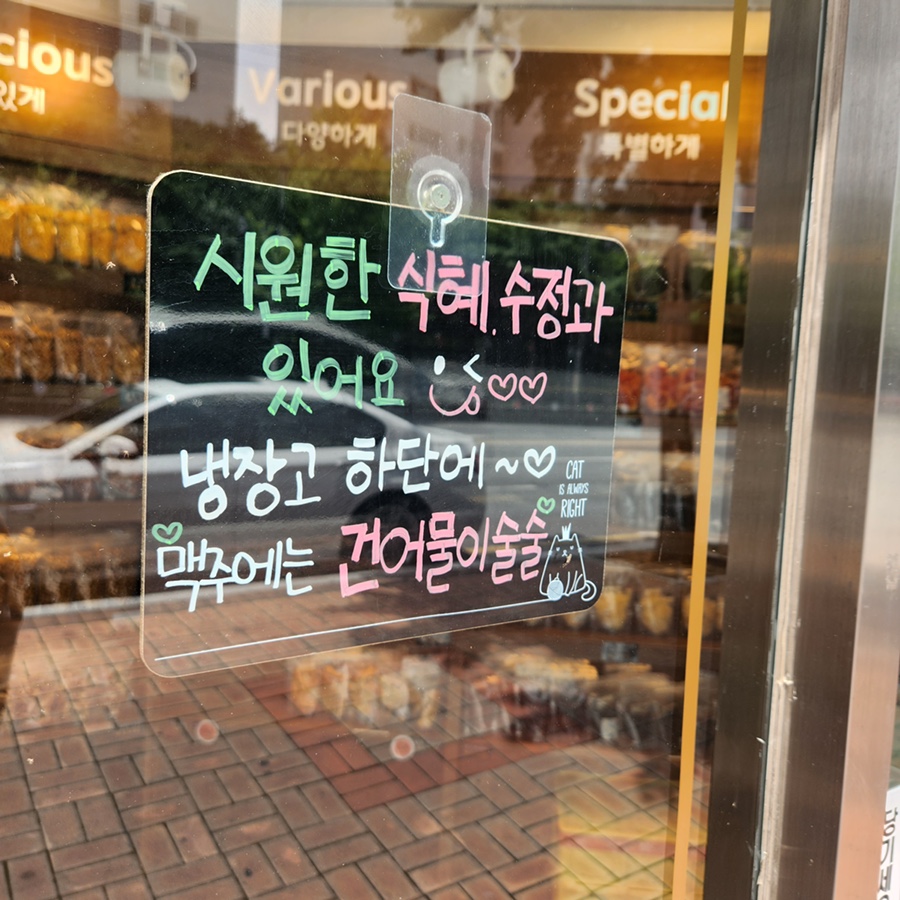 cious
있게
Various
다양하게
Special
특별하게
시원한 식혜.수정과
있어요
냉장고 하단에~
CAT
IS ALWAYS
RIGHT
맥주에는 건어물이술술